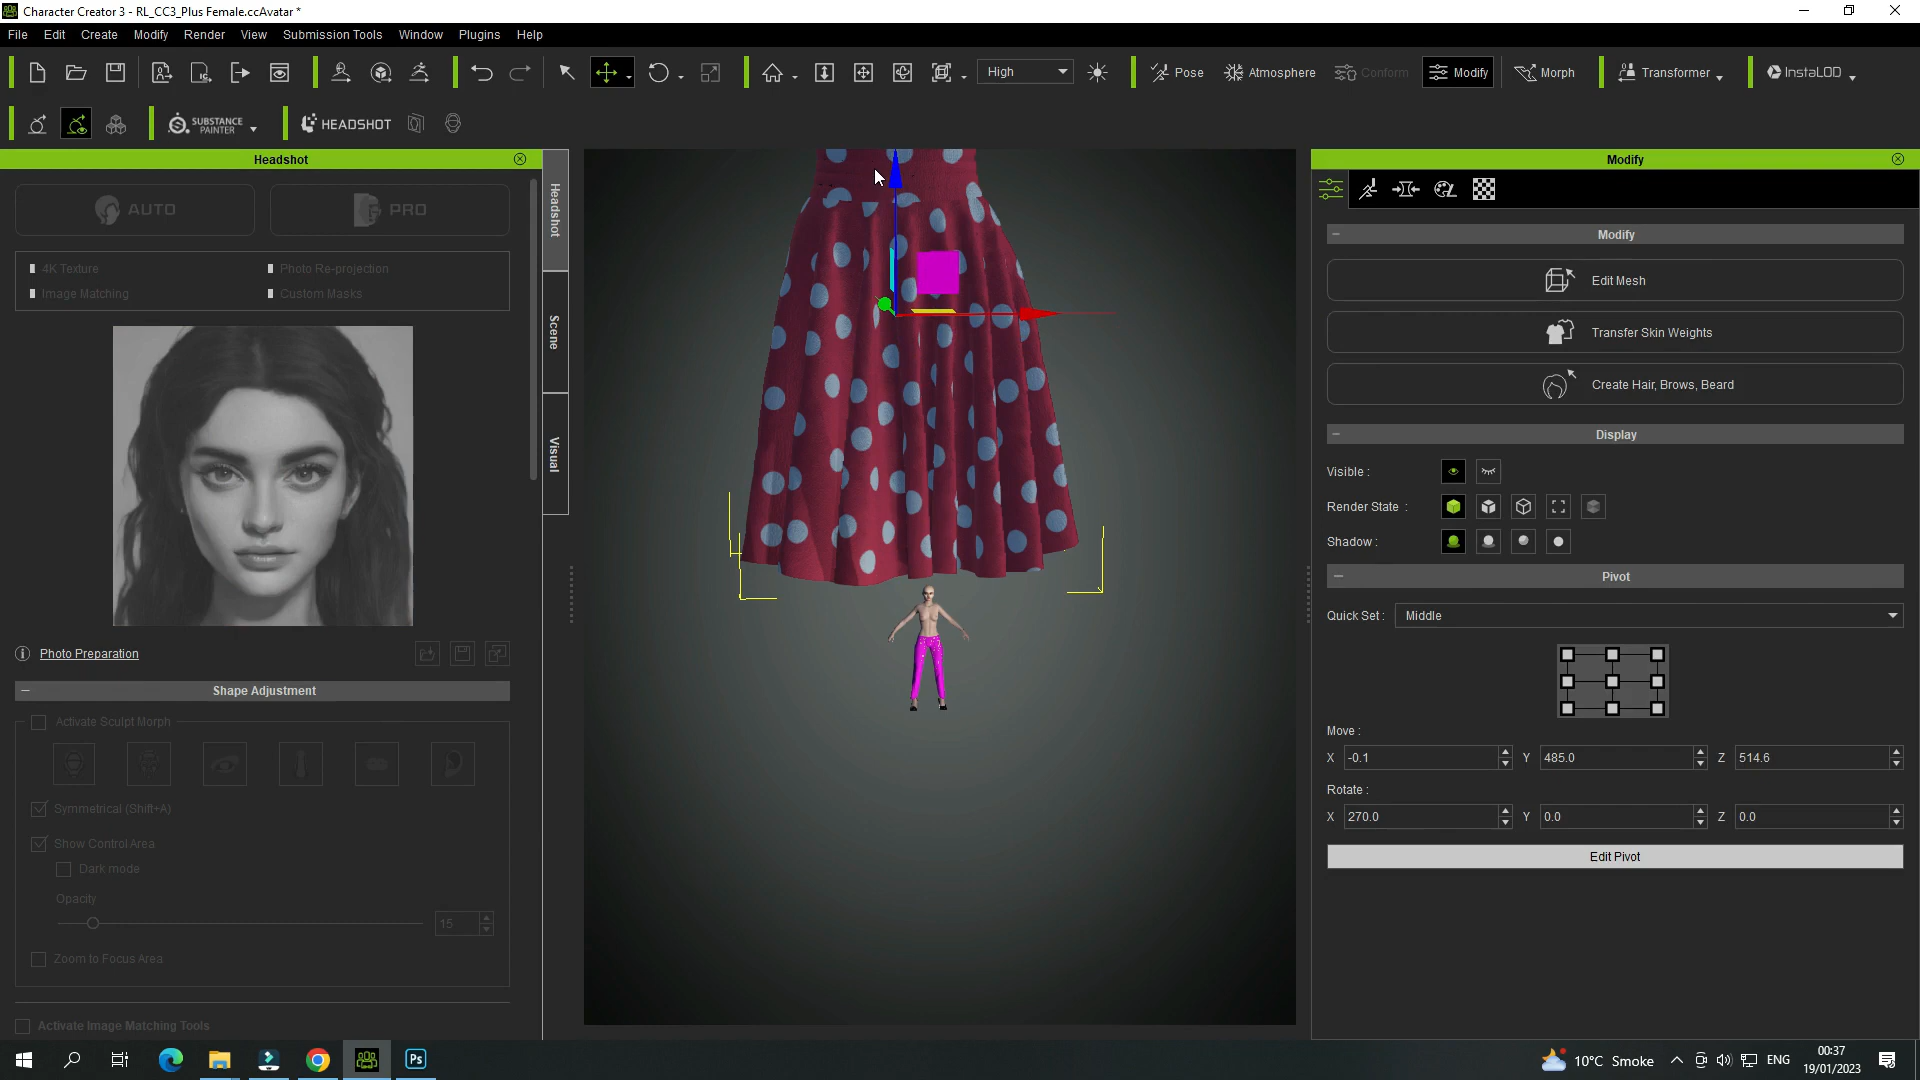 Character Creator 3 - RL_CC3_Plus Female.ccAvatar *
File Edit Create Modify Render View Submission Tools Window Plugins Help
High Pose Atmosphere Conform Modify Morph Transformer InstaLOD
SUBSTANCE PAINTER HEADSHOT
Headshot
AUTO PRO
4K Texture Photo Re-projection
Image Matching Custom Masks
Photo Preparation
Shape Adjustment
Activate Sculpt Morph
Symmetrical (Shift+A)
Show Control Area
Dark mode
Opacity
15
Zoom to Focus Area
Activate Image Matching Tools
Headshot
Scene
Visual
Modify
Modify
Edit Mesh
Transfer Skin Weights
Create Hair, Brows, Beard
Display
Visible :
Render State :
Shadow :
Pivot
Quick Set : Middle
Move :
X -0.1 Y 485.0 Z 514.6
Rotate :
X 270.0 Y 0.0 Z 0.0
Edit Pivot
Ps
10°C Smoke ENG
00:37
19/01/2023